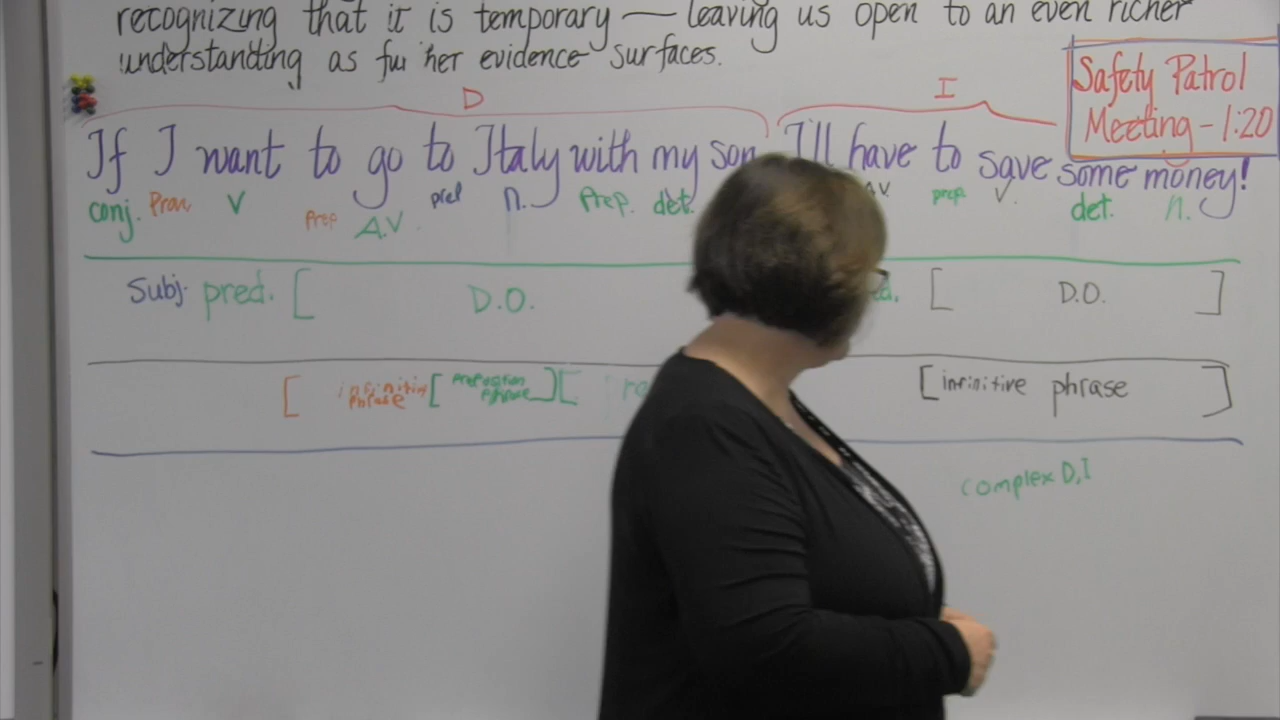 recognizing that it is temporary — leaving us open to an even richer
understanding as fur her evidence surfaces.
Safety Patrol
Meeting - 1:20
D I
If I want to go to Italy with my son I'll have to save some money!
conj. Pron V Prep A.V prep n. Prep. det. A.V. prep. V. det. n.
Subj. pred. [ D.O. [ D.O. ]
[ infinitive [ preposition ] [ [ infinitive phrase ]
phrase phrase
complex D,I